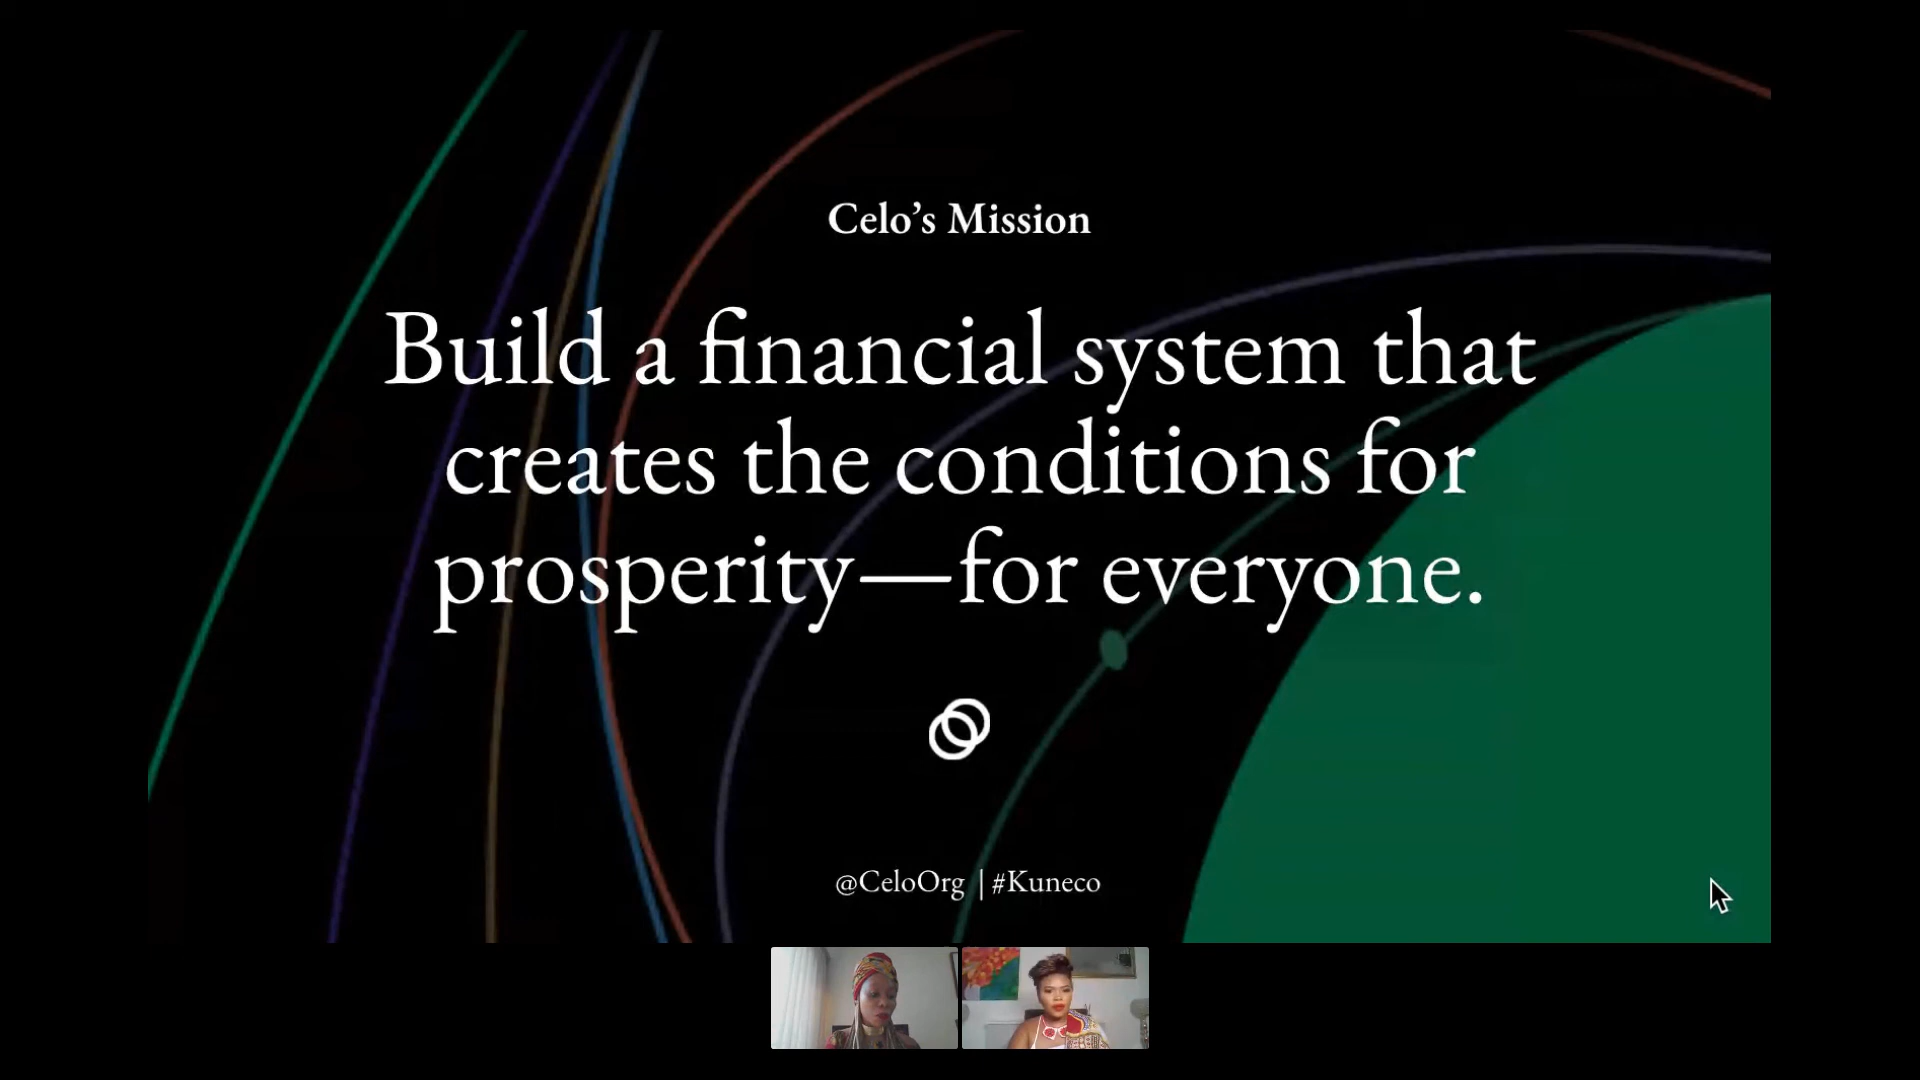 Celo’s Mission
Build a financial system that
creates the conditions for
prosperity—for everyone.
@CeloOrg | #Kuneco